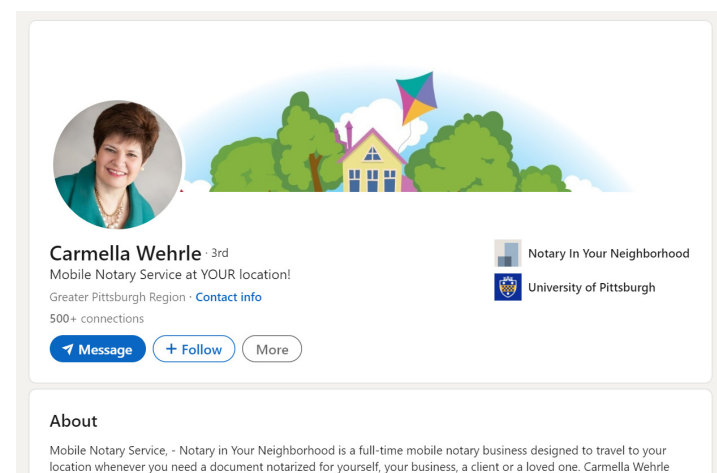 Carmella Wehrle · 3rd
Mobile Notary Service at YOUR location!
Greater Pittsburgh Region · Contact info
500+ connections
Message + Follow More
Notary In Your Neighborhood
University of Pittsburgh
About
Mobile Notary Service, - Notary in Your Neighborhood is a full-time mobile notary business designed to travel to your
location whenever you need a document notarized for yourself, your business, a client or a loved one. Carmella Wehrle